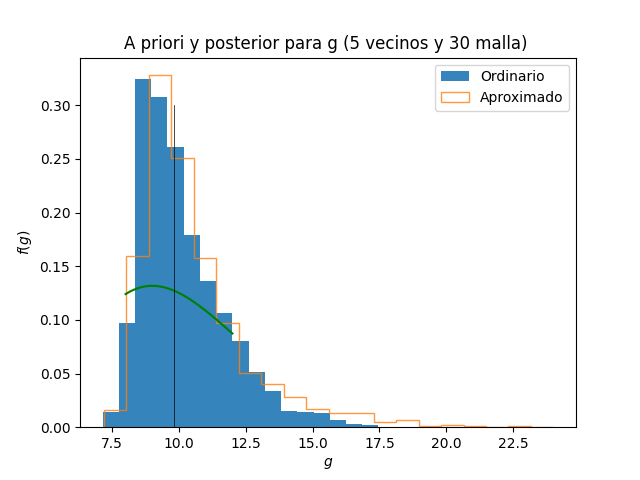 A priori y posterior para g (5 vecinos y 30 malla)
Ordinario
Aproximado
0.30
0.25
0.20
0.15
0.10
0.05
0.00
f(g)
7.5 10.0 12.5 15.0 17.5 20.0 22.5
g